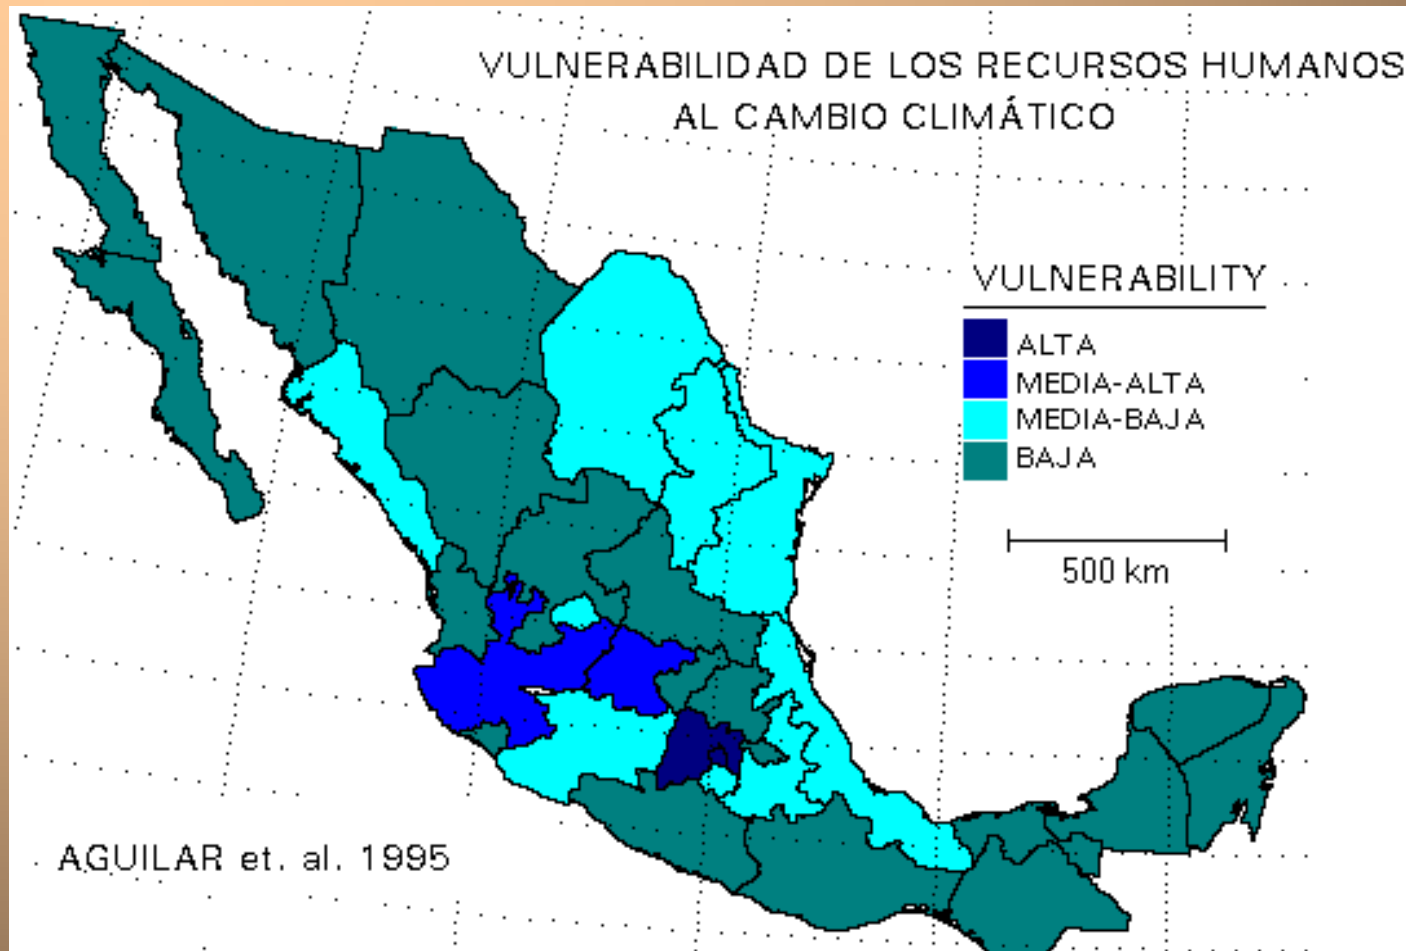 VULNERABILIDAD DE LOS RECURSOS HUMANOS
AL CAMBIO CLIMÁTICO
VULNERABILITY
ALTA
MEDIA-ALTA
MEDIA-BAJA
BAJA
500 km
AGUILAR et. al. 1995